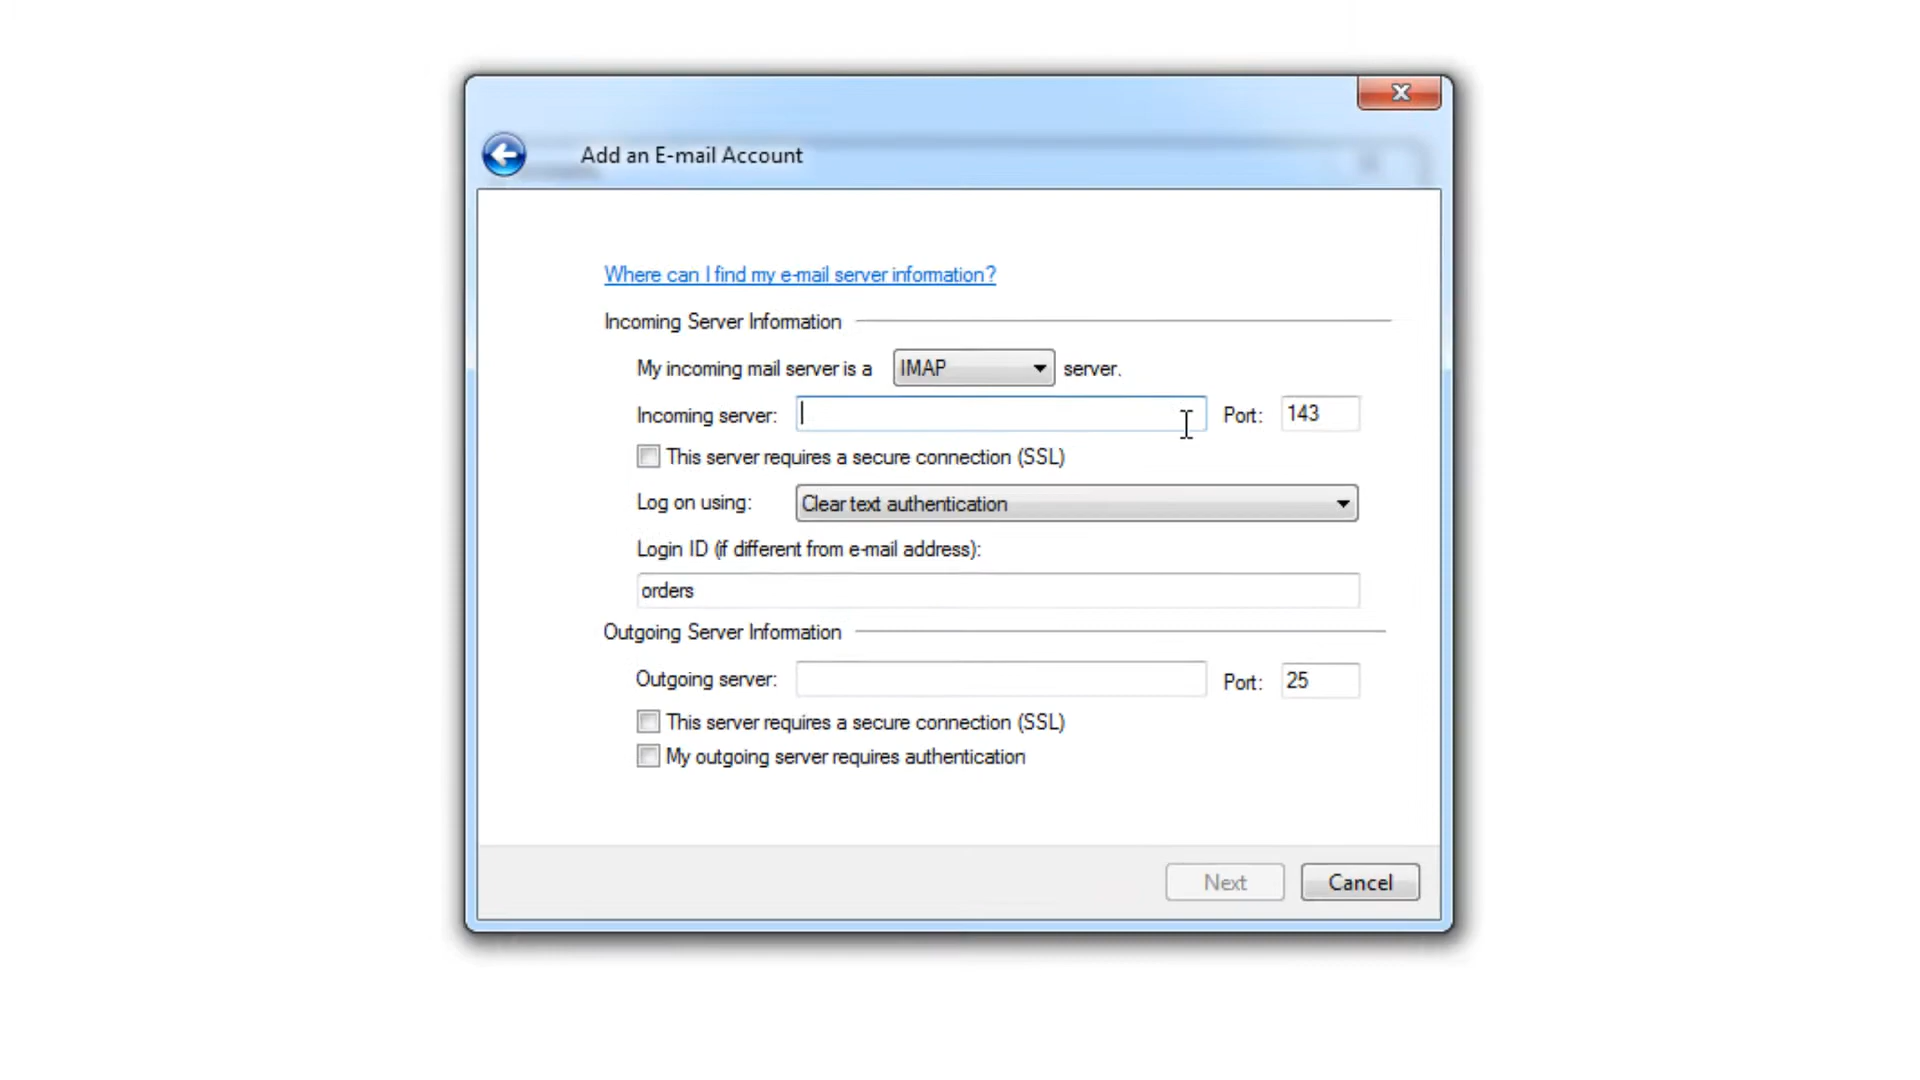 Add an E-mail Account
Where can I find my e-mail server information?
Incoming Server Information
My incoming mail server is a IMAP server.
Incoming server: Port: 143
This server requires a secure connection (SSL)
Log on using: Clear text authentication
Login ID (if different from e-mail address):
orders
Outgoing Server Information
Outgoing server: Port: 25
This server requires a secure connection (SSL)
My outgoing server requires authentication
Next Cancel